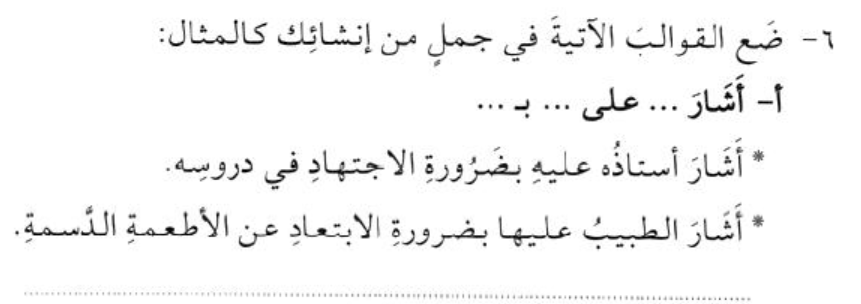 ٦- ضَع القوالبَ الآتيةَ في جملٍ من إنشائِك كالمثال:
أ- أَشَارَ ... على ... بـ ...
* أَشَارَ أستاذُه عليهِ بضَرُورةِ الاجتهادِ في دروسِه.
* أَشَارَ الطبيبُ عليها بضرورةِ الابتعادِ عن الأطعمةِ الدَّسمةِ.